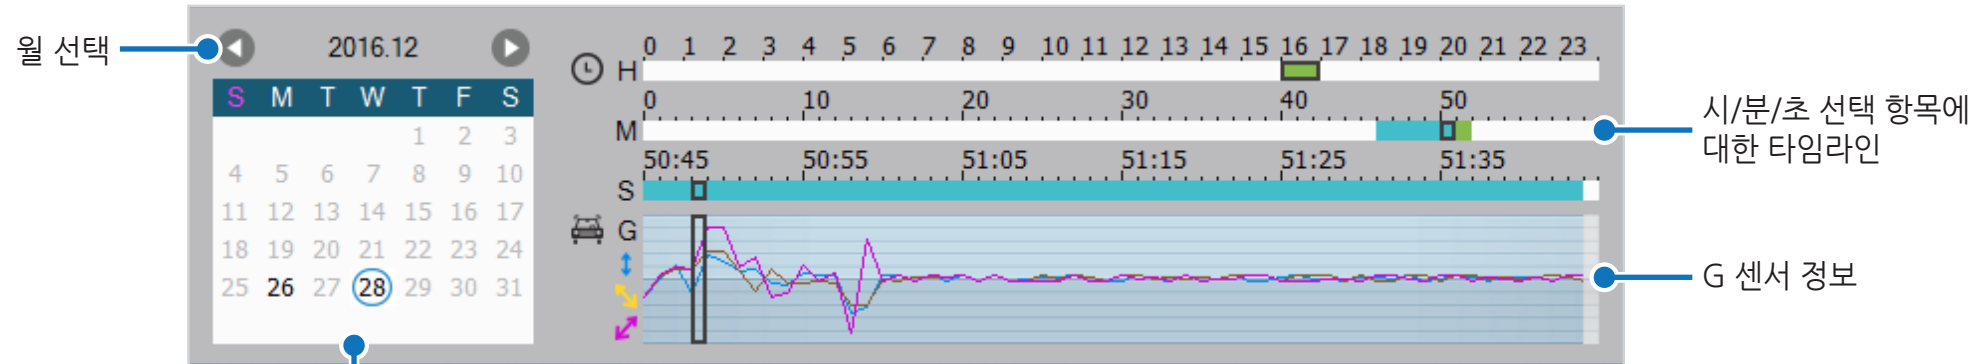 월 선택
2016.12
S M T W T F S
1 2 3
4 5 6 7 8 9 10
11 12 13 14 15 16 17
18 19 20 21 22 23 24
25 26 27 28 29 30 31
0 1 2 3 4 5 6 7 8 9 10 11 12 13 14 15 16 17 18 19 20 21 22 23
H
0 10 20 30 40 50
M
50:45 50:55 51:05 51:15 51:25 51:35
S
G
시/분/초 선택 항목에
대한 타임라인
G 센서 정보